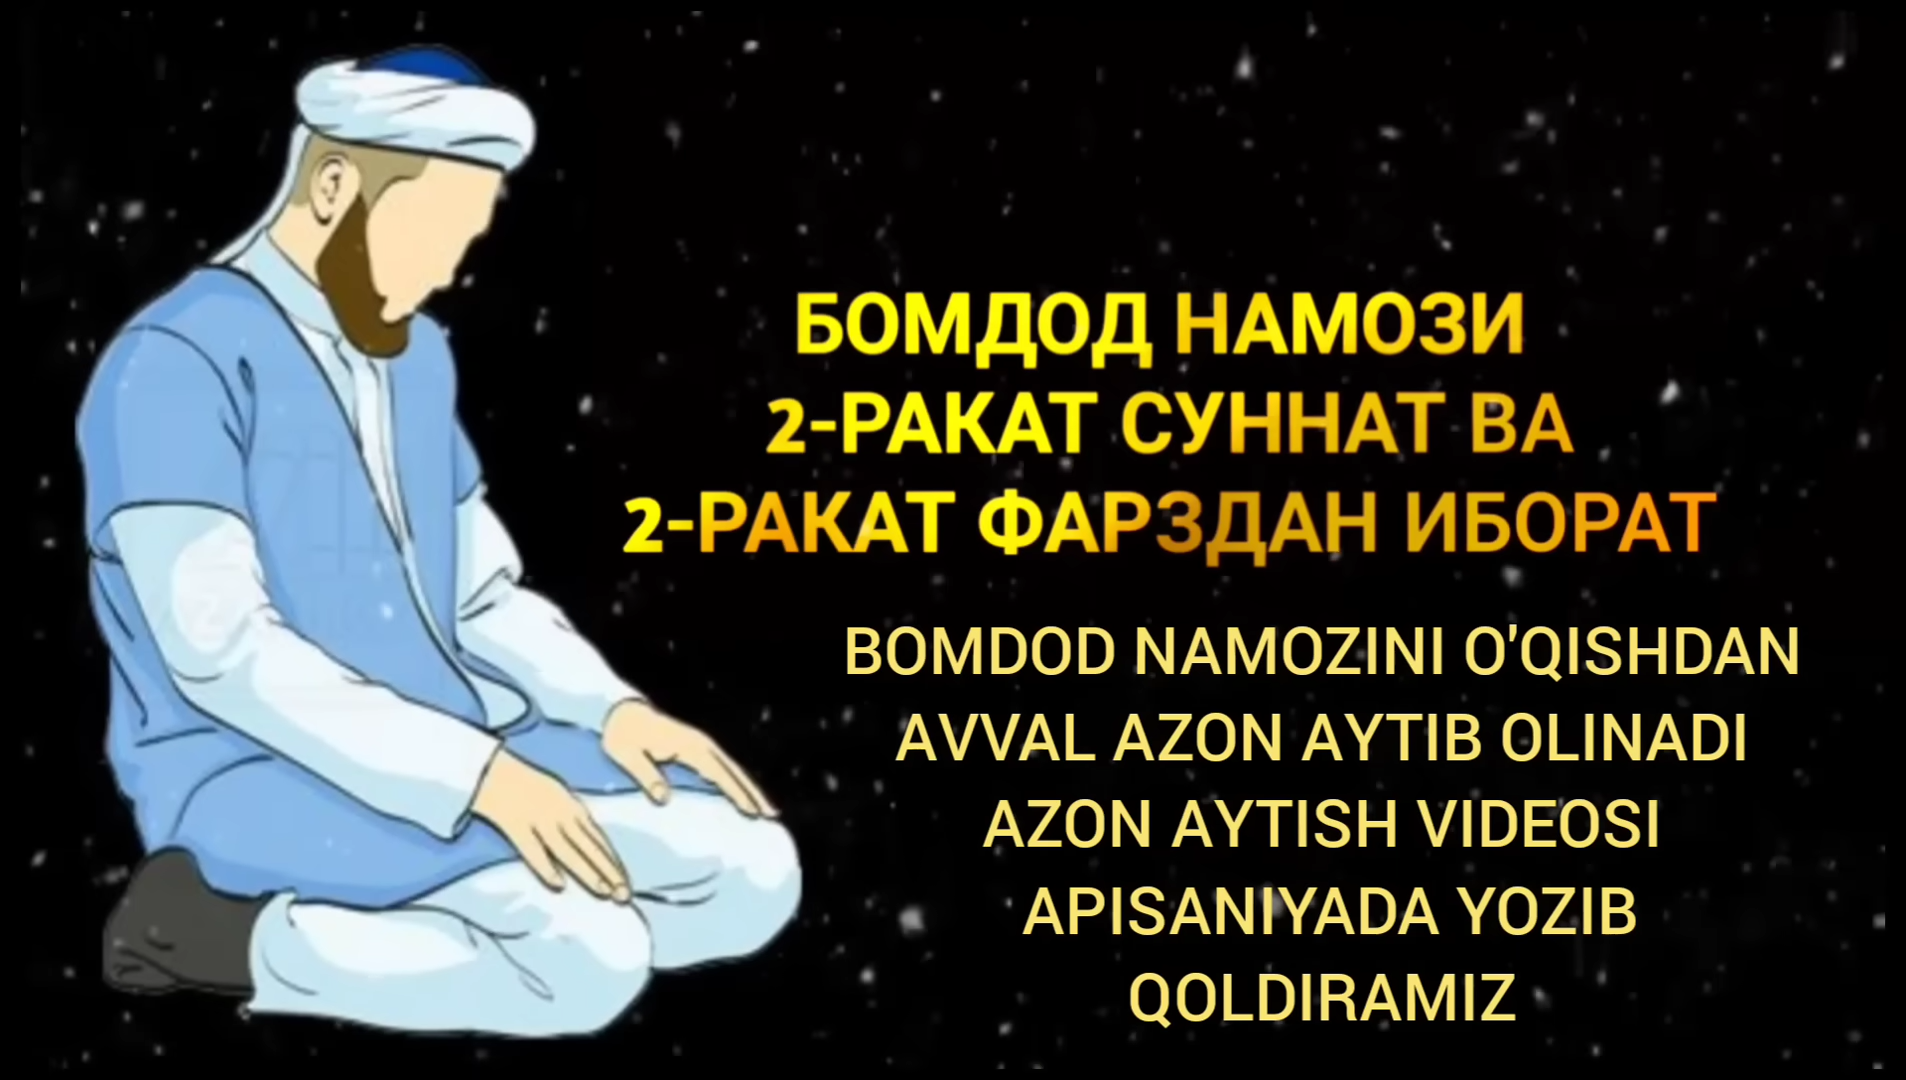 БОМДОД НАМОЗИ
2-РАКАТ СУННАТ ВА
2-РАКАТ ФАРЗДАН ИБОРАТ
BOMDOD NAMOZINI O'QISHDAN
AVVAL AZON AYTIB OLINADI
AZON AYTISH VIDEOSI
APISANIYADA YOZIB
QOLDIRAMIZ